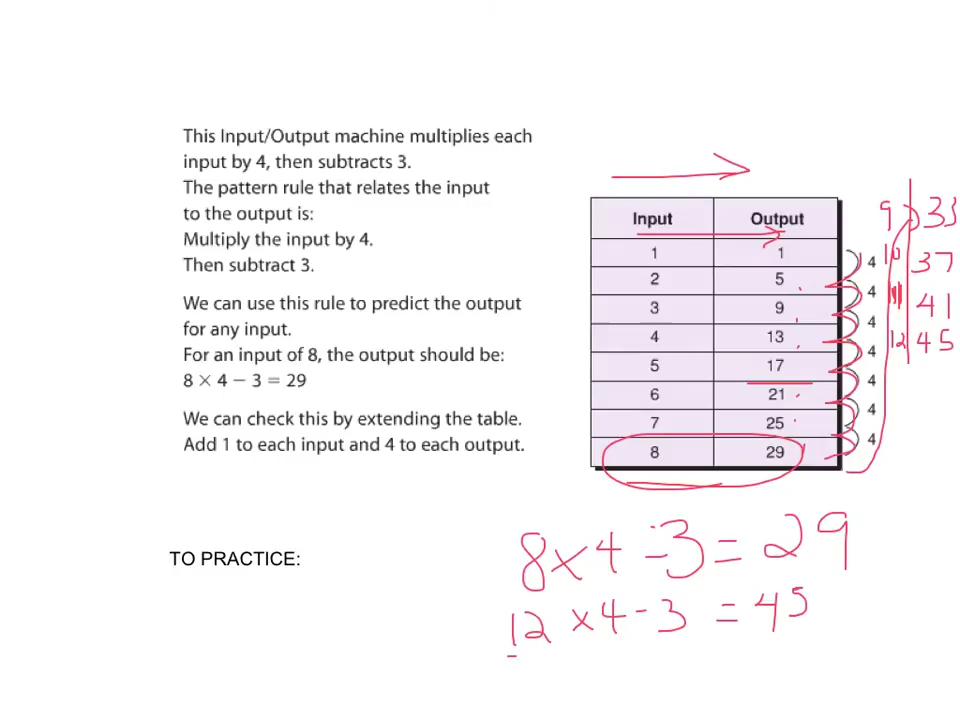 This Input/Output machine multiplies each
input by 4, then subtracts 3.
The pattern rule that relates the input
to the output is:
Multiply the input by 4.
Then subtract 3.
We can use this rule to predict the output
for any input.
For an input of 8, the output should be:
8 × 4 − 3 = 29
We can check this by extending the table.
Add 1 to each input and 4 to each output.
Input Output
1 1
2 5
3 9
4 13
5 17
6 21
7 25
8 29
4
4
4
4
4
4
4
9 33
10 37
11 41
12 45
8 x 4 - 3 = 29
12 x 4 - 3 = 45
TO PRACTICE: